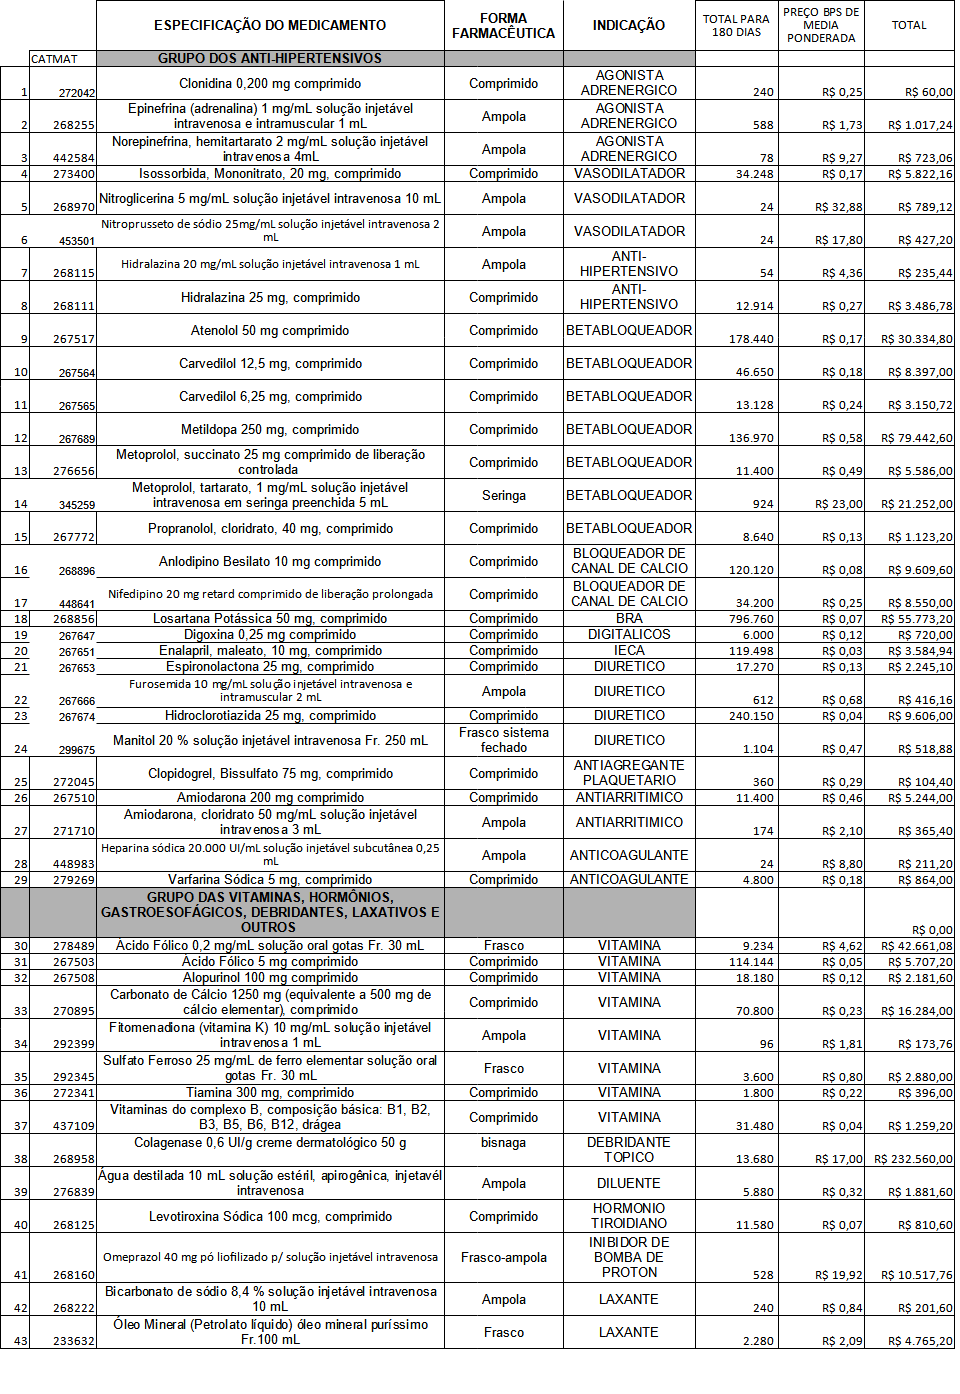 ESPECIFICAÇÃO DO MEDICAMENTO FORMA FARMACÊUTICA INDICAÇÃO TOTAL PARA 180 DIAS PREÇO BPS DE MEDIA PONDERADA TOTAL
CATMAT GRUPO DOS ANTI-HIPERTENSIVOS
1 272042 Clonidina 0,200 mg comprimido Comprimido AGONISTA ADRENERGICO 240 R$ 0,25 R$ 60,00
2 268255 Epinefrina (adrenalina) 1 mg/mL solução injetável intravenosa e intramuscular 1 mL Ampola AGONISTA ADRENERGICO 588 R$ 1,73 R$ 1.017,24
3 442584 Norepinefrina, hemitartarato 2 mg/mL solução injetável intravenosa 4mL Ampola AGONISTA ADRENERGICO 78 R$ 9,27 R$ 723,06
4 273400 Isossorbida, Mononitrato, 20 mg, comprimido Comprimido VASODILATADOR 34.248 R$ 0,17 R$ 5.822,16
5 268970 Nitroglicerina 5 mg/mL solução injetável intravenosa 10 mL Ampola VASODILATADOR 24 R$ 32,88 R$ 789,12
6 453501 Nitroprusseto de sódio 25mg/mL solução injetável intravenosa 2 mL Ampola VASODILATADOR 24 R$ 17,80 R$ 427,20
7 268115 Hidralazina 20 mg/mL solução injetável intravenosa 1 mL Ampola ANTI-HIPERTENSIVO 54 R$ 4,36 R$ 235,44
8 268111 Hidralazina 25 mg, comprimido Comprimido ANTI-HIPERTENSIVO 12.914 R$ 0,27 R$ 3.486,78
9 267517 Atenolol 50 mg comprimido Comprimido BETABLOQUEADOR 178.440 R$ 0,17 R$ 30.334,80
10 267564 Carvedilol 12,5 mg, comprimido Comprimido BETABLOQUEADOR 46.650 R$ 0,18 R$ 8.397,00
11 267565 Carvedilol 6,25 mg, comprimido Comprimido BETABLOQUEADOR 13.128 R$ 0,24 R$ 3.150,72
12 267689 Metildopa 250 mg, comprimido Comprimido BETABLOQUEADOR 136.970 R$ 0,58 R$ 79.442,60
13 276656 Metoprolol, succinato 25 mg comprimido de liberação controlada Comprimido BETABLOQUEADOR 11.400 R$ 0,49 R$ 5.586,00
14 345259 Metoprolol, tartarato, 1 mg/mL solução injetável intravenosa em seringa preenchida 5 mL Seringa BETABLOQUEADOR 924 R$ 23,00 R$ 21.252,00
15 267772 Propranolol, cloridrato, 40 mg, comprimido Comprimido BETABLOQUEADOR 8.640 R$ 0,13 R$ 1.123,20
16 268896 Anlodipino Besilato 10 mg comprimido Comprimido BLOQUEADOR DE CANAL DE CALCIO 120.120 R$ 0,08 R$ 9.609,60
17 448641 Nifedipino 20 mg retard comprimido de liberação prolongada Comprimido BLOQUEADOR DE CANAL DE CALCIO 34.200 R$ 0,25 R$ 8.550,00
18 268856 Losartana Potássica 50 mg, comprimido Comprimido BRA 796.760 R$ 0,07 R$ 55.773,20
19 267647 Digoxina 0,25 mg comprimido Comprimido DIGITALICOS 6.000 R$ 0,12 R$ 720,00
20 267651 Enalapril, maleato, 10 mg, comprimido Comprimido IECA 119.498 R$ 0,03 R$ 3.584,94
21 267653 Espironolactona 25 mg, comprimido Comprimido DIURETICO 17.270 R$ 0,13 R$ 2.245,10
22 267666 Furosemida 10 mg/mL solução injetável intravenosa e intramuscular 2 mL Ampola DIURETICO 612 R$ 0,68 R$ 416,16
23 267674 Hidroclorotiazida 25 mg, comprimido Comprimido DIURETICO 240.150 R$ 0,04 R$ 9.606,00
24 299675 Manitol 20 % solução injetável intravenosa Fr. 250 mL Frasco sistema fechado DIURETICO 1.104 R$ 0,47 R$ 518,88
25 272045 Clopidogrel, Bissulfato 75 mg, comprimido Comprimido ANTIAGREGANTE PLAQUETARIO 360 R$ 0,29 R$ 104,40
26 267510 Amiodarona 200 mg comprimido Comprimido ANTIARRITIMICO 11.400 R$ 0,46 R$ 5.244,00
27 271710 Amiodarona, cloridrato 50 mg/mL solução injetável intravenosa 3 mL Ampola ANTIARRITIMICO 174 R$ 2,10 R$ 365,40
28 448983 Heparina sódica 20.000 UI/mL solução injetável subcutânea 0,25 mL Ampola ANTICOAGULANTE 24 R$ 8,80 R$ 211,20
29 279269 Varfarina Sódica 5 mg, comprimido Comprimido ANTICOAGULANTE 4.800 R$ 0,18 R$ 864,00
GRUPO DAS VITAMINAS, HORMÔNIOS, GASTROESOFÁGICOS, DEBRIDANTES, LAXATIVOS E OUTROS R$ 0,00
30 278489 Ácido Fólico 0,2 mg/mL solução oral gotas Fr. 30 mL Frasco VITAMINA 9.234 R$ 4,62 R$ 42.661,08
31 267503 Ácido Fólico 5 mg comprimido Comprimido VITAMINA 114.144 R$ 0,05 R$ 5.707,20
32 267508 Alopurinol 100 mg comprimido Comprimido VITAMINA 18.180 R$ 0,12 R$ 2.181,60
33 270895 Carbonato de Cálcio 1250 mg (equivalente a 500 mg de cálcio elementar), comprimido Comprimido VITAMINA 70.800 R$ 0,23 R$ 16.284,00
34 292399 Fitomenadiona (vitamina K) 10 mg/mL solução injetável intravenosa 1 mL Ampola VITAMINA 96 R$ 1,81 R$ 173,76
35 292345 Sulfato Ferroso 25 mg/mL de ferro elementar solução oral gotas Fr. 30 mL Frasco VITAMINA 3.600 R$ 0,80 R$ 2.880,00
36 272341 Tiamina 300 mg, comprimido Comprimido VITAMINA 1.800 R$ 0,22 R$ 396,00
37 437109 Vitaminas do complexo B, composição básica: B1, B2, B3, B5, B6, B12, drágea Comprimido VITAMINA 31.480 R$ 0,04 R$ 1.259,20
38 268958 Colagenase 0,6 UI/g creme dermatológico 50 g bisnaga DEBRIDANTE TOPICO 13.680 R$ 17,00 R$ 232.560,00
39 276839 Água destilada 10 mL solução estéril, apirogênica, injetavél intravenosa Ampola DILUENTE 5.880 R$ 0,32 R$ 1.881,60
40 268125 Levotiroxina Sódica 100 mcg, comprimido Comprimido HORMONIO TIROIDIANO 11.580 R$ 0,07 R$ 810,60
41 268160 Omeprazol 40 mg pó liofilizado p/ solução injetável intravenosa Frasco-ampola INIBIDOR DE BOMBA DE PROTON 528 R$ 19,92 R$ 10.517,76
42 268222 Bicarbonato de sódio 8,4 % solução injetável intravenosa 10 mL Ampola LAXANTE 240 R$ 0,84 R$ 201,60
43 233632 Óleo Mineral (Petrolato líquido) óleo mineral puríssimo Fr.100 mL Frasco LAXANTE 2.280 R$ 2,09 R$ 4.765,20